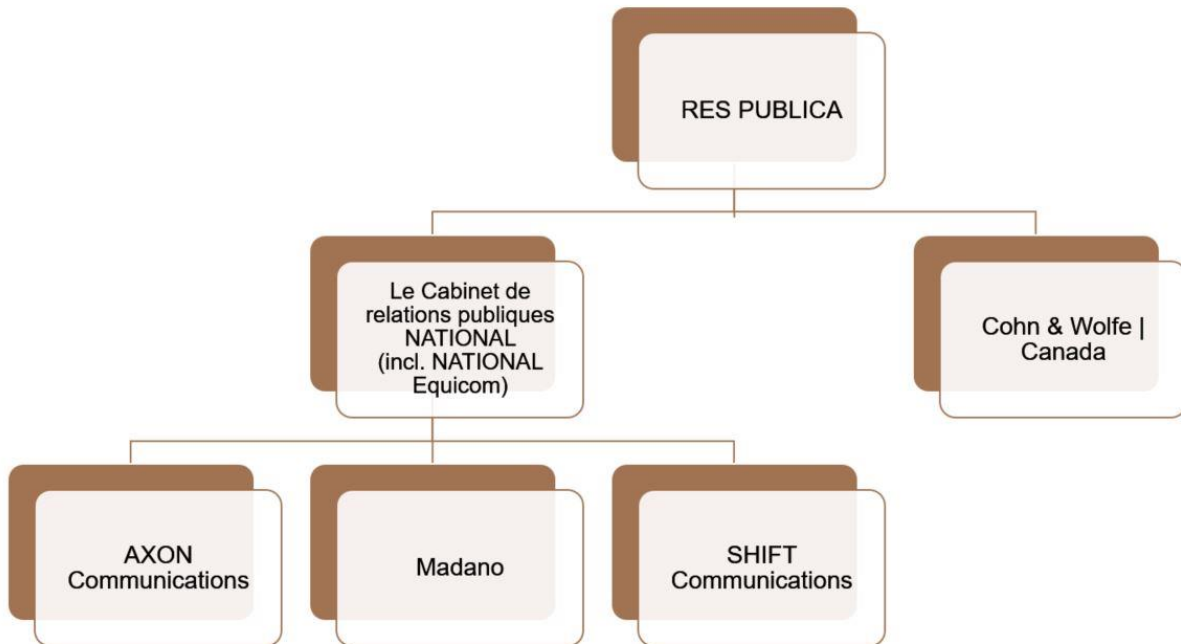 RES PUBLICA
Le Cabinet de
relations publiques
NATIONAL
(incl. NATIONAL
Equicom)
Cohn & Wolfe |
Canada
AXON
Communications
Madano
SHIFT
Communications